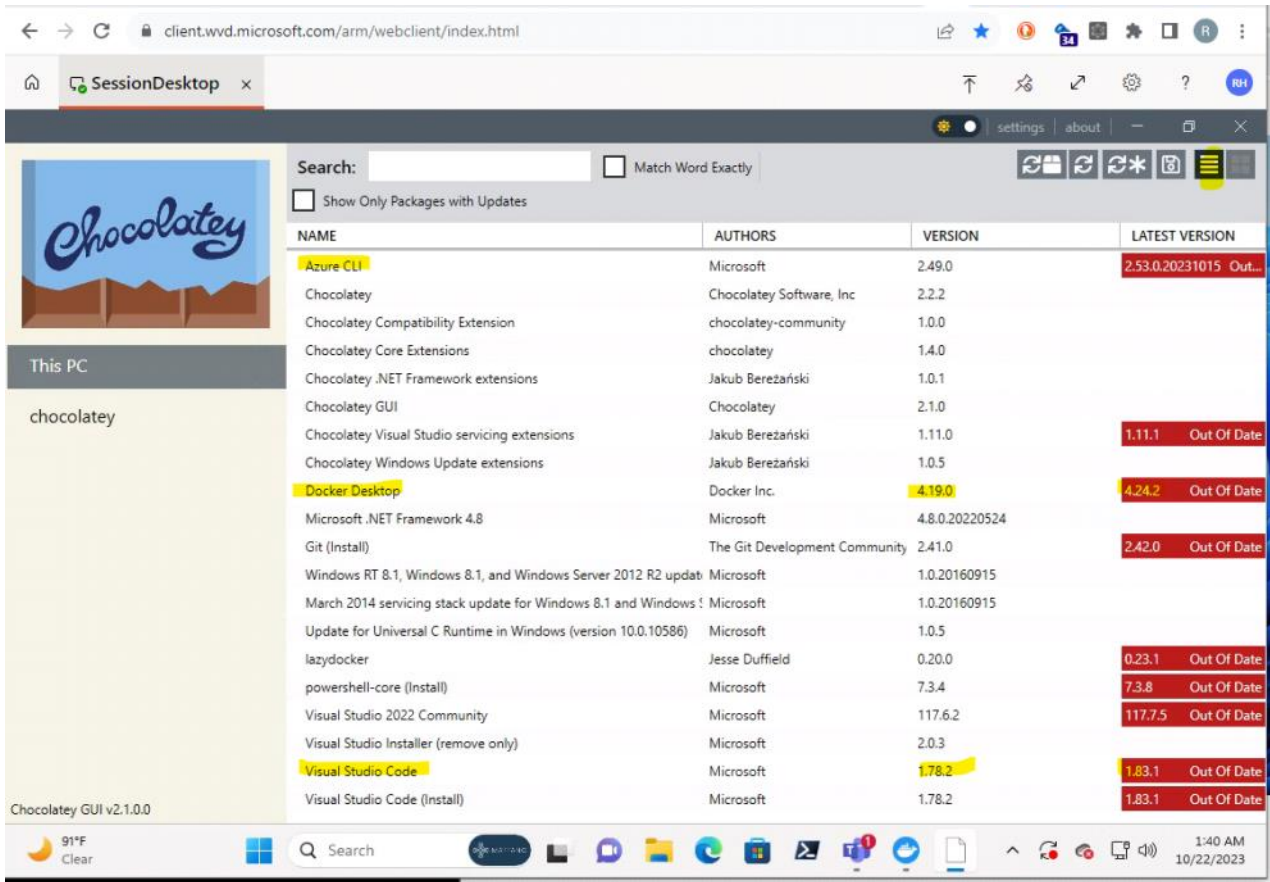 client.wvd.microsoft.com/arm/webclient/index.html
34
R
SessionDesktop
?
RH
settings | about
Chocolatey
Search:
Match Word Exactly
Show Only Packages with Updates
NAME AUTHORS VERSION LATEST VERSION
Azure CLI Microsoft 2.49.0 2.53.0.20231015 Out...
Chocolatey Chocolatey Software, Inc 2.2.2
Chocolatey Compatibility Extension chocolatey-community 1.0.0
Chocolatey Core Extensions chocolatey 1.4.0
This PC
Chocolatey .NET Framework extensions Jakub Bereżański 1.0.1
chocolatey
Chocolatey GUI Chocolatey 2.1.0
Chocolatey Visual Studio servicing extensions Jakub Bereżański 1.11.0 1.11.1 Out Of Date
Chocolatey Windows Update extensions Jakub Bereżański 1.0.5
Docker Desktop Docker Inc. 4.19.0 4.24.2 Out Of Date
Microsoft .NET Framework 4.8 Microsoft 4.8.0.20220524
Git (Install) The Git Development Community 2.41.0 2.42.0 Out Of Date
Windows RT 8.1, Windows 8.1, and Windows Server 2012 R2 updat Microsoft 1.0.20160915
March 2014 servicing stack update for Windows 8.1 and Windows Microsoft 1.0.20160915
Update for Universal C Runtime in Windows (version 10.0.10586) Microsoft 1.0.5
lazydocker Jesse Duffield 0.20.0 0.23.1 Out Of Date
powershell-core (Install) Microsoft 7.3.4 7.3.8 Out Of Date
Visual Studio 2022 Community Microsoft 117.6.2 117.7.5 Out Of Date
Visual Studio Installer (remove only) Microsoft 2.0.3
Visual Studio Code Microsoft 1.78.2 1.83.1 Out Of Date
Visual Studio Code (Install) Microsoft 1.78.2 1.83.1 Out Of Date
Chocolatey GUI v2.1.0.0
91°F
Clear
Search
1:40 AM
10/22/2023